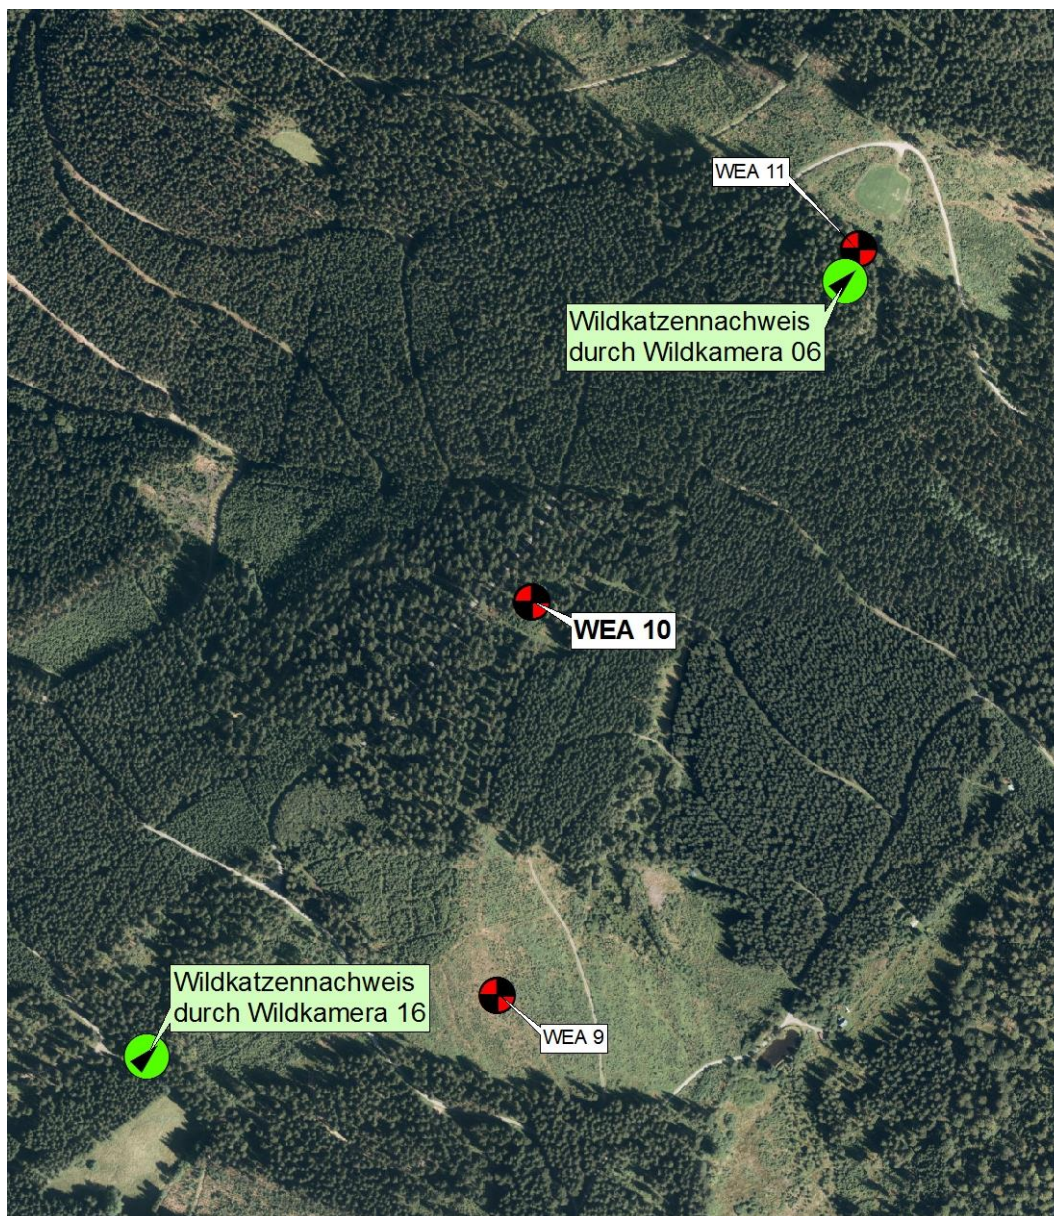 WEA 11
Wildkatzennachweis
durch Wildkamera 06
WEA 10
Wildkatzennachweis
durch Wildkamera 16
WEA 9